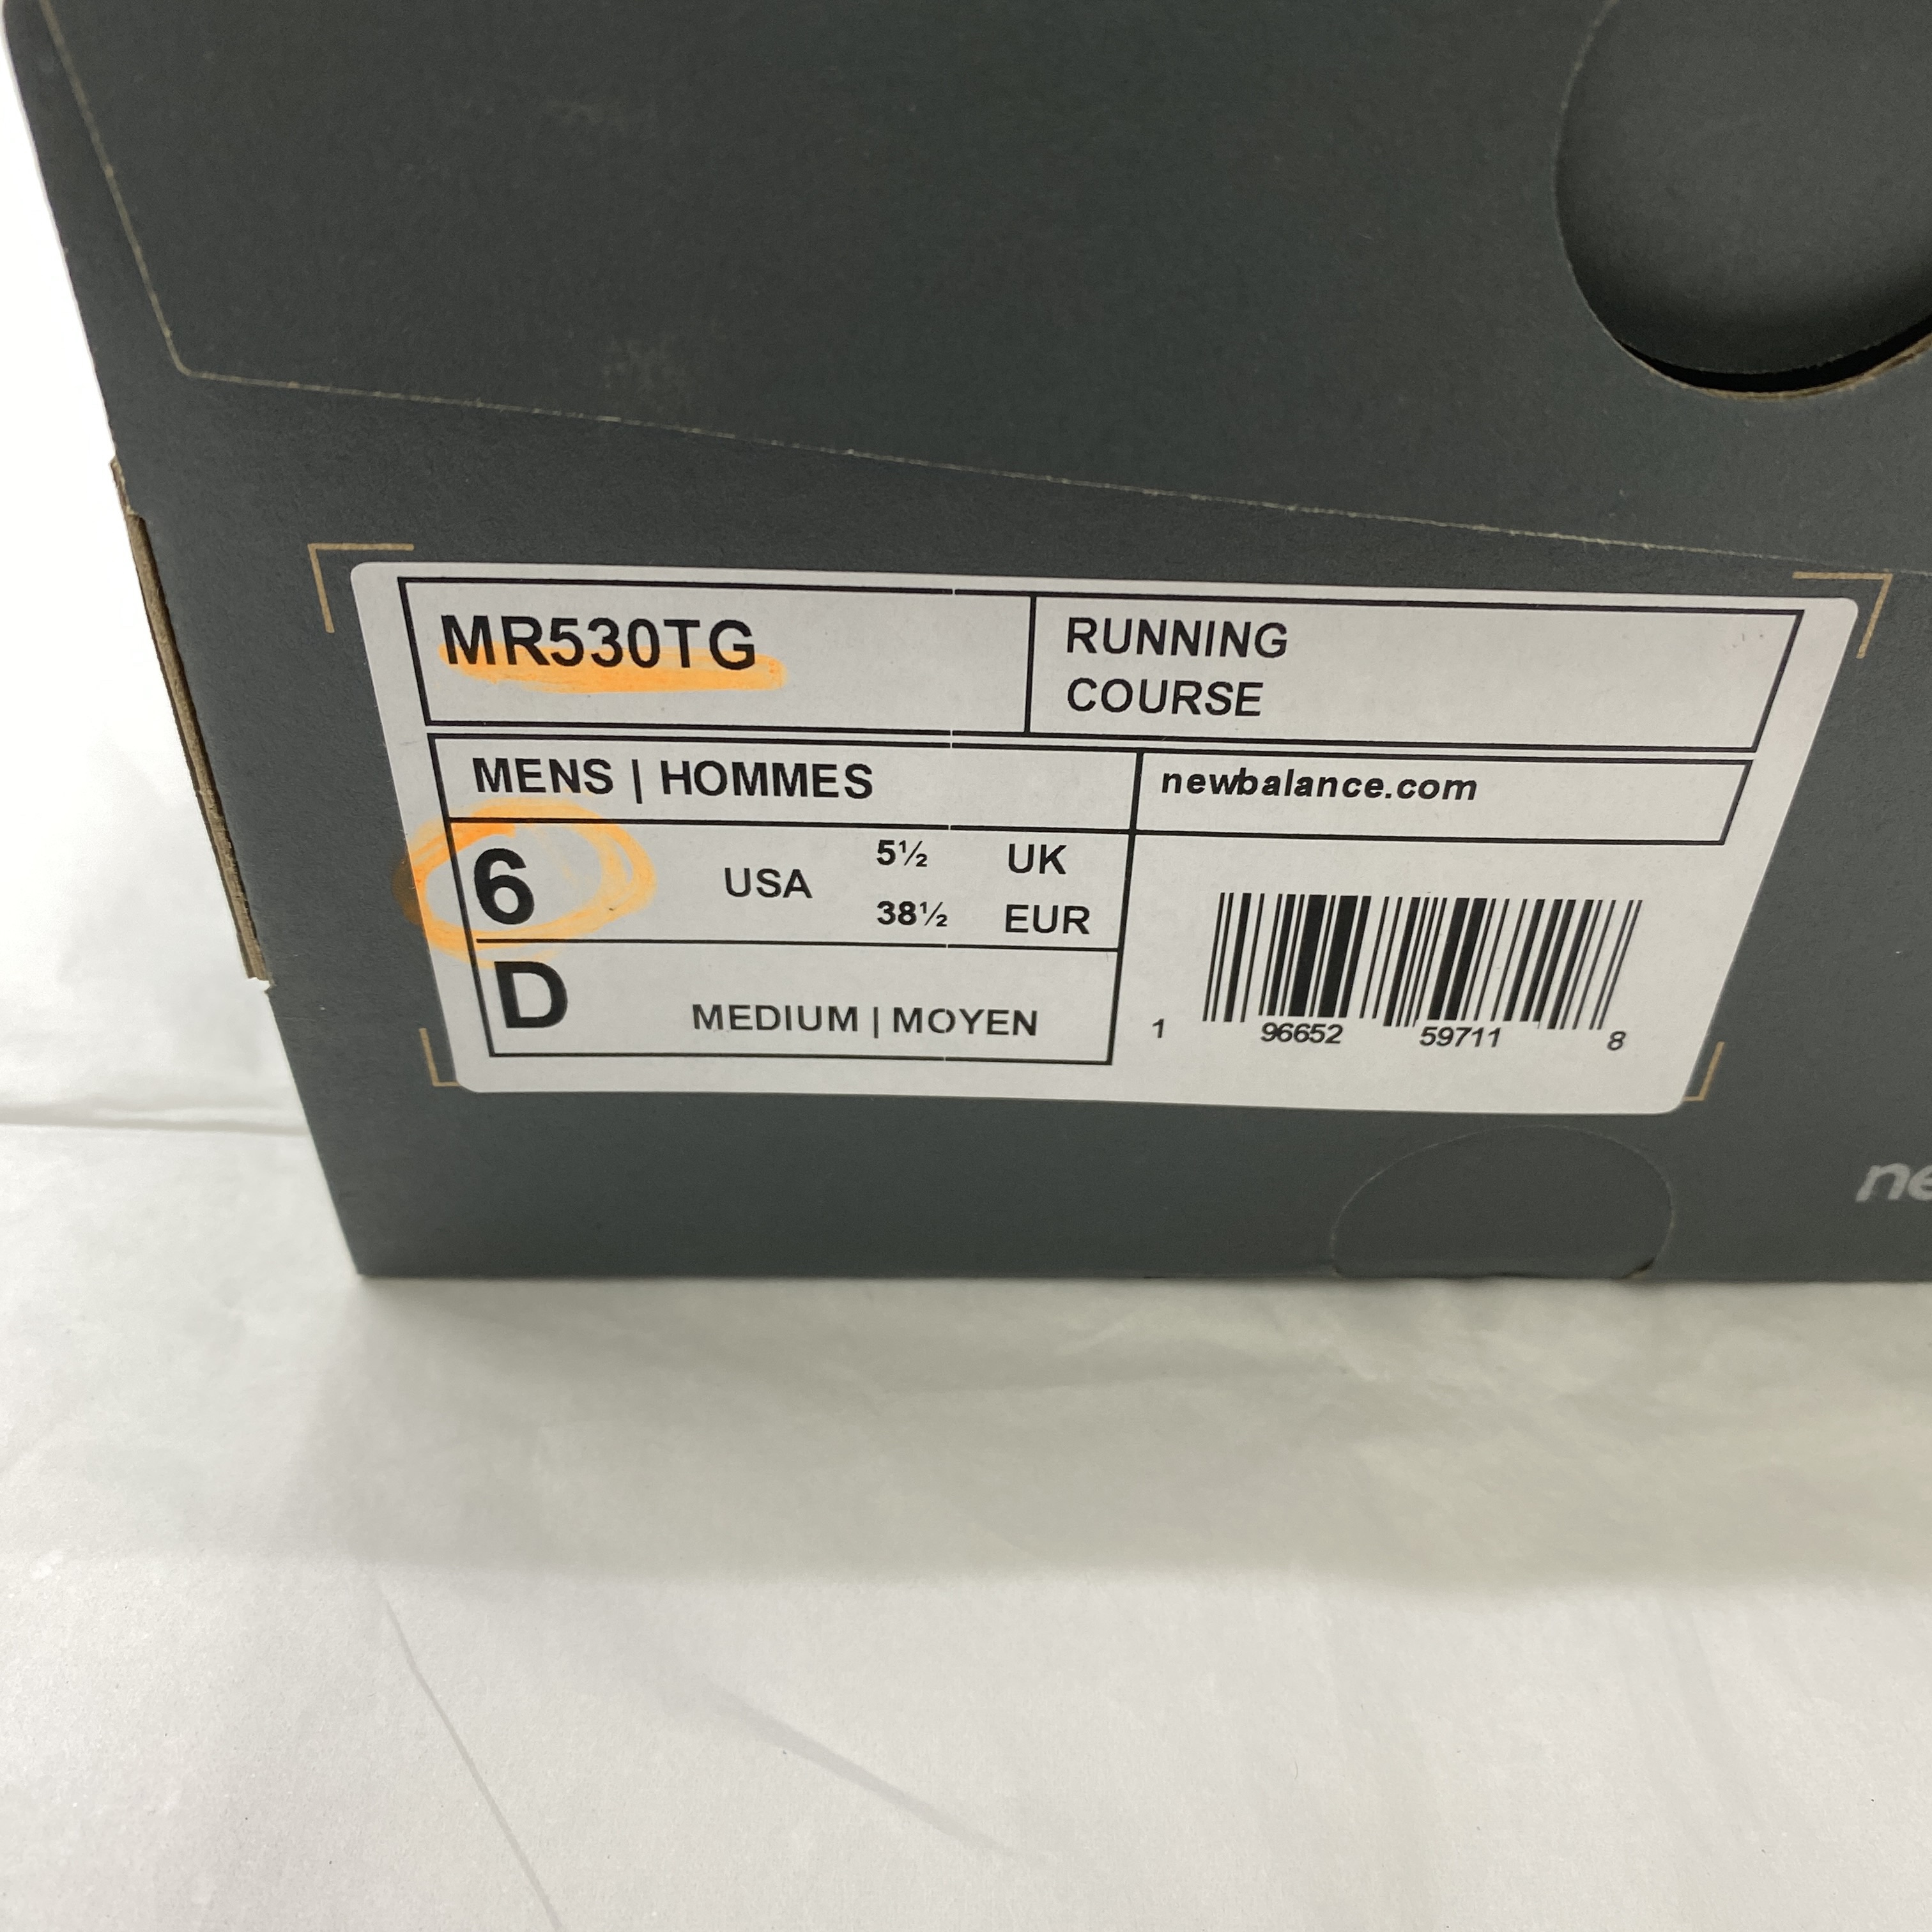 MR530TG
RUNNING
COURSE
MENS | HOMMES
newbalance.com
6 USA
5½ UK
38½ EUR
D MEDIUM | MOYEN
1 96652 59711 8
ne